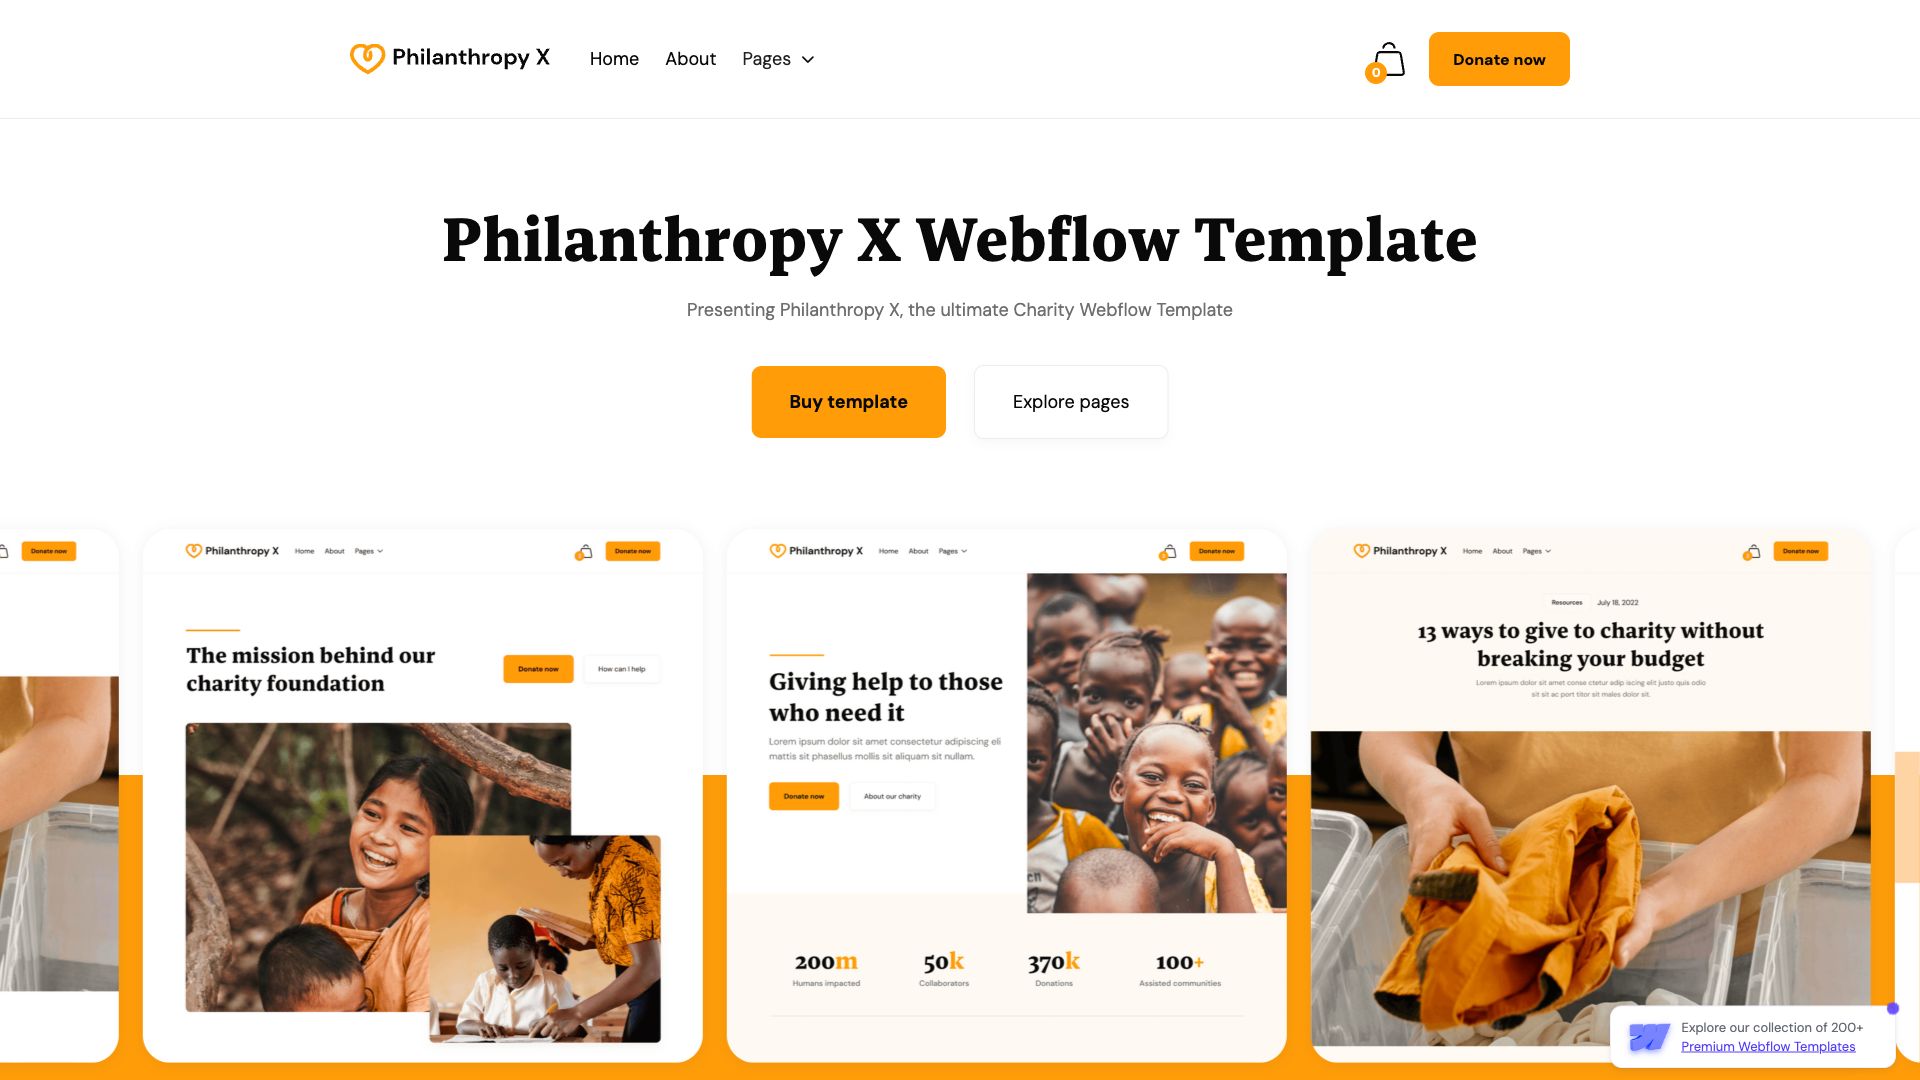 Philanthropy X
Home
About
Pages
0
Donate now
Philanthropy X Webflow Template
Presenting Philanthropy X, the ultimate Charity Webflow Template
Buy template
Explore pages
Donate now
Philanthropy X
Home
About
Pages
Donate now
The mission behind our
charity foundation
Donate now
How can I help
Philanthropy X
Home
About
Pages
Donate now
Giving help to those
who need it
Lorem ipsum dolor sit amet consectetur adipiscing eli
mattis sit phasellus mollis sit aliquam sit nullam.
Donate now
About our charity
200m
Humans impacted
50k
Collaborators
370k
Donations
100+
Assisted communities
Philanthropy X
Home
About
Pages
Donate now
Resources
July 18, 2022
13 ways to give to charity without
breaking your budget
Lorem ipsum dolor sit amet conse ctetur adip iscing elit justo quis odio
sit sit ac port titor sit males dolor sit.
Explore our collection of 200+
Premium Webflow Templates